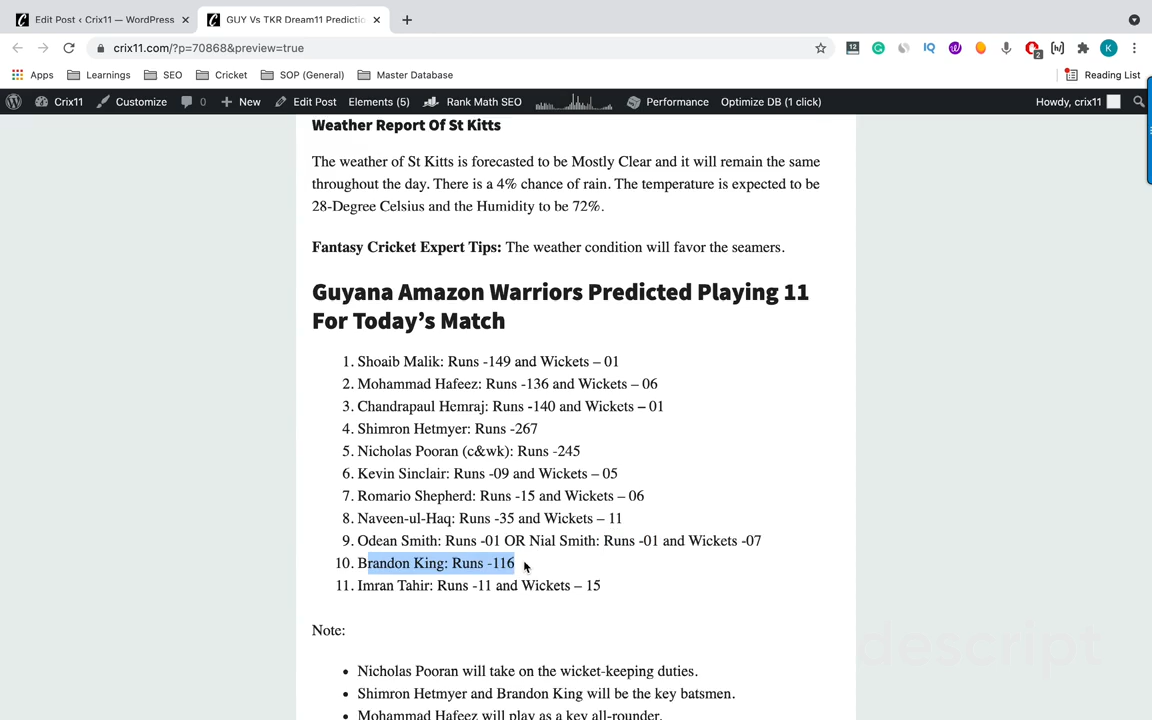 Edit Post ‹ Crix11 — WordPress
GUY Vs TKR Dream11 Predictio
crix11.com/?p=70868&preview=true
12
IQ
2
K
Apps
Learnings
SEO
Cricket
SOP (General)
Master Database
Reading List
Crix11
Customize
0
New
Edit Post
Elements (5)
Rank Math SEO
Performance
Optimize DB (1 click)
Howdy, crix11
Weather Report Of St Kitts
The weather of St Kitts is forecasted to be Mostly Clear and it will remain the same
throughout the day. There is a 4% chance of rain. The temperature is expected to be
28-Degree Celsius and the Humidity to be 72%.
Fantasy Cricket Expert Tips: The weather condition will favor the seamers.
Guyana Amazon Warriors Predicted Playing 11
For Today’s Match
1. Shoaib Malik: Runs -149 and Wickets – 01
2. Mohammad Hafeez: Runs -136 and Wickets – 06
3. Chandrapaul Hemraj: Runs -140 and Wickets – 01
4. Shimron Hetmyer: Runs -267
5. Nicholas Pooran (c&wk): Runs -245
6. Kevin Sinclair: Runs -09 and Wickets – 05
7. Romario Shepherd: Runs -15 and Wickets – 06
8. Naveen-ul-Haq: Runs -35 and Wickets – 11
9. Odean Smith: Runs -01 OR Nial Smith: Runs -01 and Wickets -07
10. Brandon King: Runs -116
11. Imran Tahir: Runs -11 and Wickets – 15
Note:
• Nicholas Pooran will take on the wicket-keeping duties.
• Shimron Hetmyer and Brandon King will be the key batsmen.
• Mohammad Hafeez will play as a key all-rounder.
descript